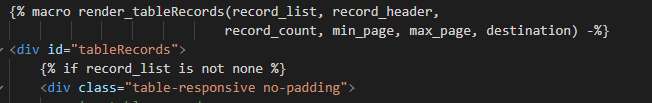 {% macro render_tableRecords(record_list, record_header,
record_count, min_page, max_page, destination) -%}
<div id="tableRecords">
{% if record_list is not none %}
<div class="table-responsive no-padding">